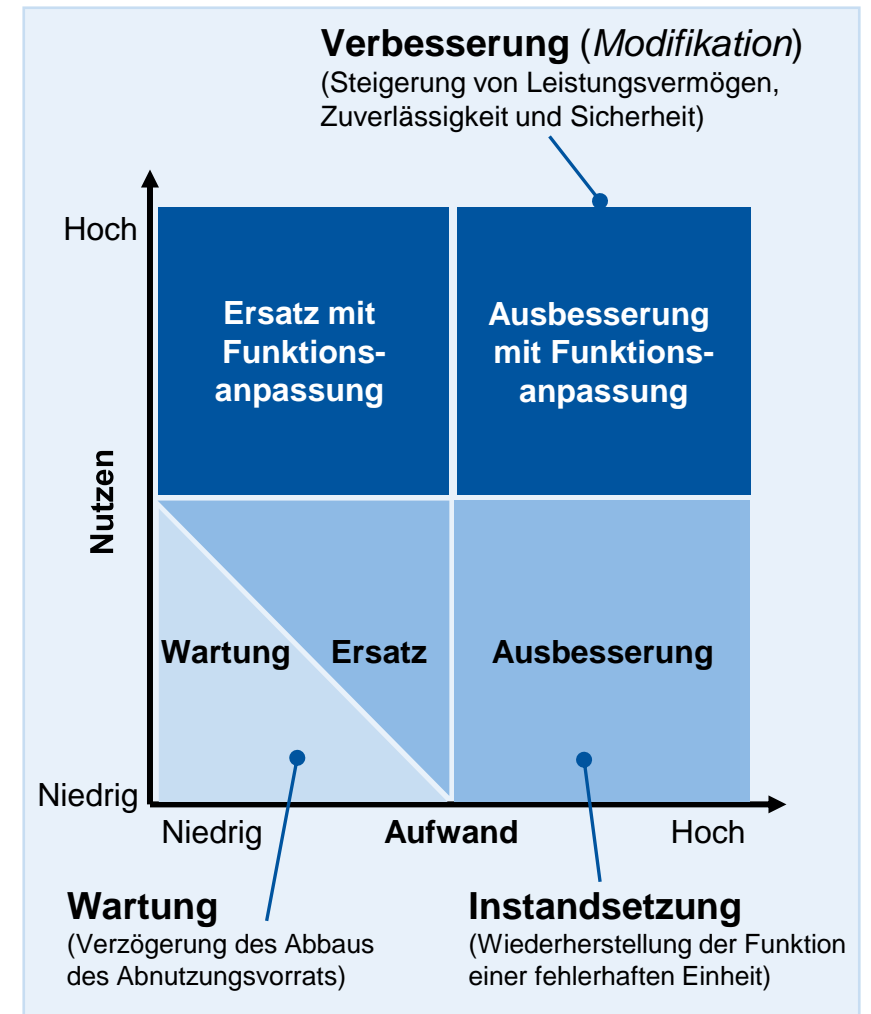 Verbesserung (Modifikation)
(Steigerung von Leistungsvermögen,
Zuverlässigkeit und Sicherheit)
Hoch
Ersatz mit
Funktions-
anpassung
Ausbesserung
mit Funktions-
anpassung
Nutzen
Wartung
Ersatz
Ausbesserung
Niedrig
Niedrig
Aufwand
Hoch
Wartung
(Verzögerung des Abbaus
des Abnutzungsvorrats)
Instandsetzung
(Wiederherstellung der Funktion
einer fehlerhaften Einheit)